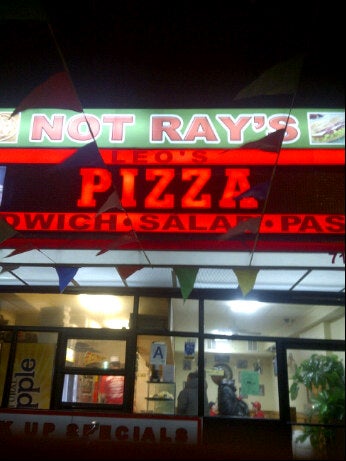 NOT RAY'S
LEO'S
PIZZA
DWICH • SALAD • PAS
A
pple
K UP SPECIALS